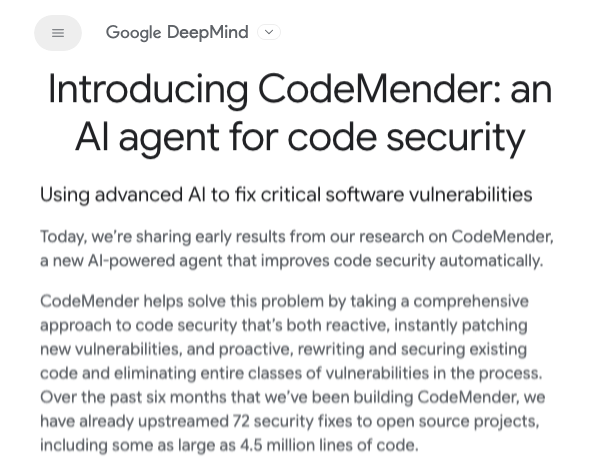 Google DeepMind
Introducing CodeMender: an
AI agent for code security
Using advanced AI to fix critical software vulnerabilities
Today, we're sharing early results from our research on CodeMender,
a new AI-powered agent that improves code security automatically.
CodeMender helps solve this problem by taking a comprehensive
approach to code security that's both reactive, instantly patching
new vulnerabilities, and proactive, rewriting and securing existing
code and eliminating entire classes of vulnerabilities in the process.
Over the past six months that we've been building CodeMender, we
have already upstreamed 72 security fixes to open source projects,
including some as large as 4.5 million lines of code.